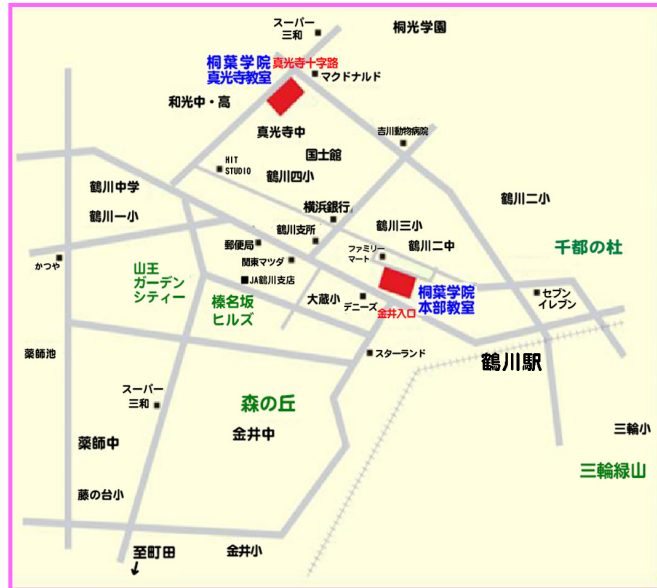 スーパー
三和
桐光学園
桐葉学院
真光寺教室
真光寺十字路
マクドナルド
和光中・高
真光寺中
吉川動物病院
国士館
HIT
STUDIO
鶴川四小
鶴川中学
鶴川二小
鶴川一小
横浜銀行
鶴川三小
郵便局
鶴川支所
鶴川二中
千都の杜
ファミリー
マート
かつや
関東マツダ
山王
ガーデン
シティー
JA鶴川支店
榛名坂
ヒルズ
大蔵小
デニーズ
桐葉学院
本部教室
金井入口
セブン
イレブン
薬師池
スターランド
鶴川駅
スーパー
三和
森の丘
金井中
薬師中
三輪小
三輪緑山
藤の台小
至町田
金井小